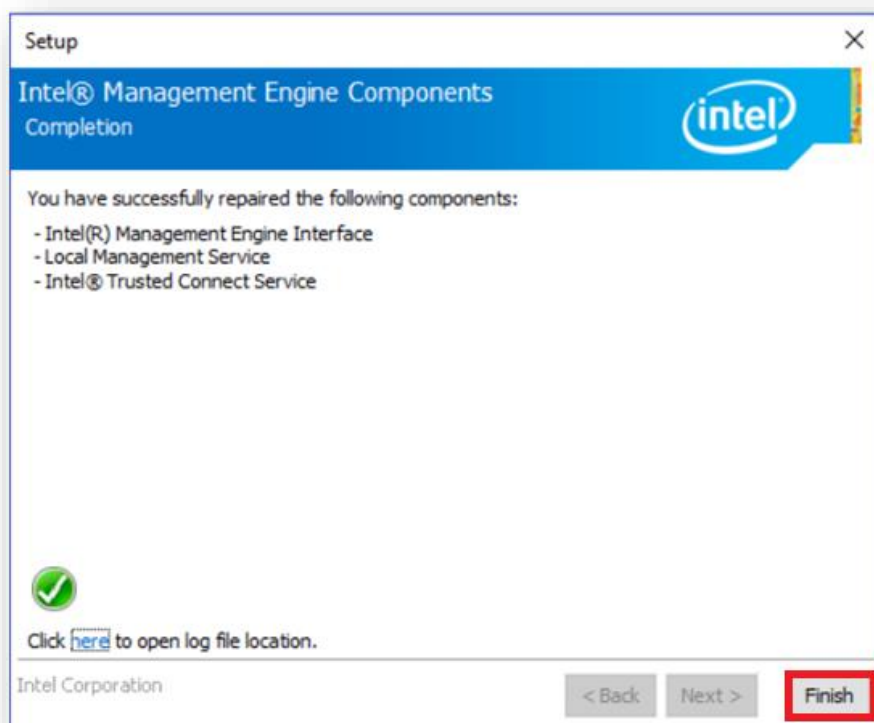 Setup
Intel® Management Engine Components
Completion
intel
You have successfully repaired the following components:
- Intel(R) Management Engine Interface
- Local Management Service
- Intel® Trusted Connect Service
Click here to open log file location.
Intel Corporation
< Back Next > Finish